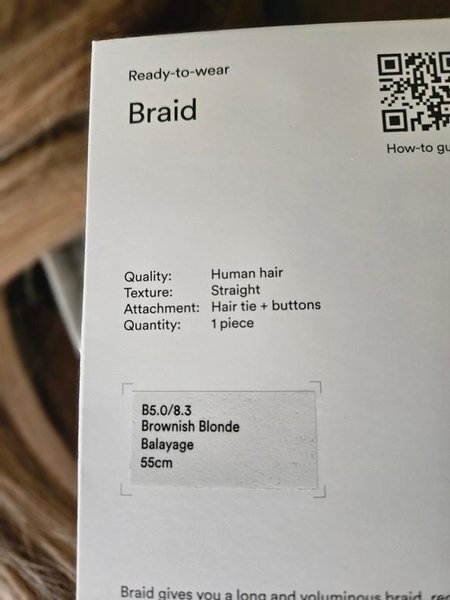 Ready-to-wear
Braid
How-to
Quality: Human hair
Texture: Straight
Attachment: Hair tie + buttons
Quantity: 1 piece
B5.0/8.3
Brownish Blonde
Balayage
55cm
Braid gives you a long and voluminous braid,